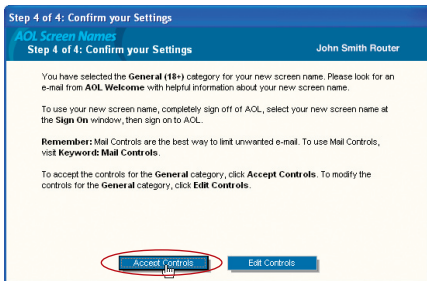 Step 4 of 4: Confirm your Settings
AOL Screen Names
Step 4 of 4: Confirm your Settings
John Smith Router
You have selected the General (18+) category for your new screen name. Please look for an
e-mail from AOL Welcome with helpful information about your new screen name.
To use your new screen name, completely sign off of AOL, select your new screen name at
the Sign On window, then sign on to AOL.
Remember: Mail Controls are the best way to limit unwanted e-mail. To use Mail Controls,
visit Keyword: Mail Controls.
To accept the controls for the General category, click Accept Controls. To modify the
controls for the General category, click Edit Controls.
Accept Controls
Edit Controls